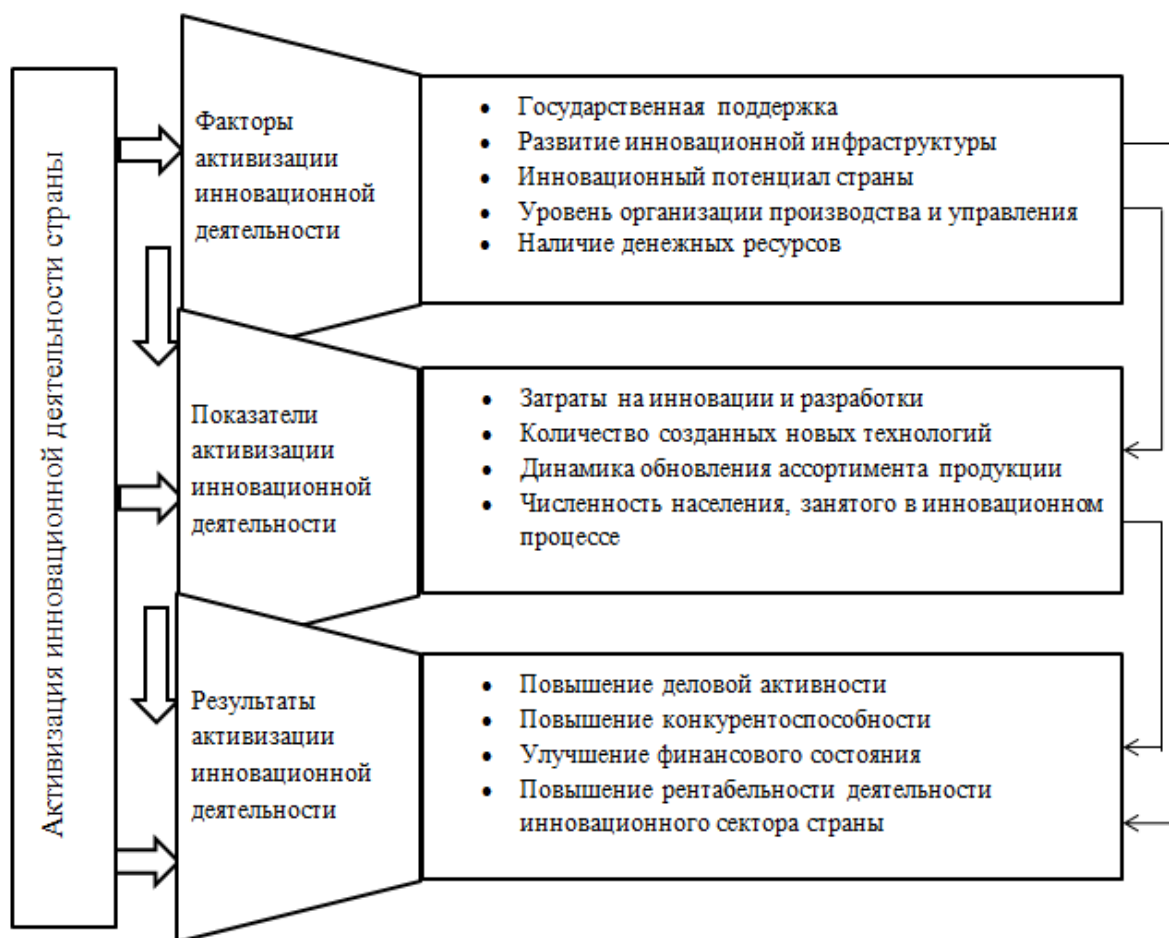 Активизация инновационной деятельности страны
Факторы
активизации
инновационной
деятельности
• Государственная поддержка
• Развитие инновационной инфраструктуры
• Инновационный потенциал страны
• Уровень организации производства и управления
• Наличие денежных ресурсов
Показатели
активизации
инновационной
деятельности
• Затраты на инновации и разработки
• Количество созданных новых технологий
• Динамика обновления ассортимента продукции
• Численность населения, занятого в инновационном
процессе
Результаты
активизации
инновационной
деятельности
• Повышение деловой активности
• Повышение конкурентоспособности
• Улучшение финансового состояния
• Повышение рентабельности деятельности
инновационного сектора страны